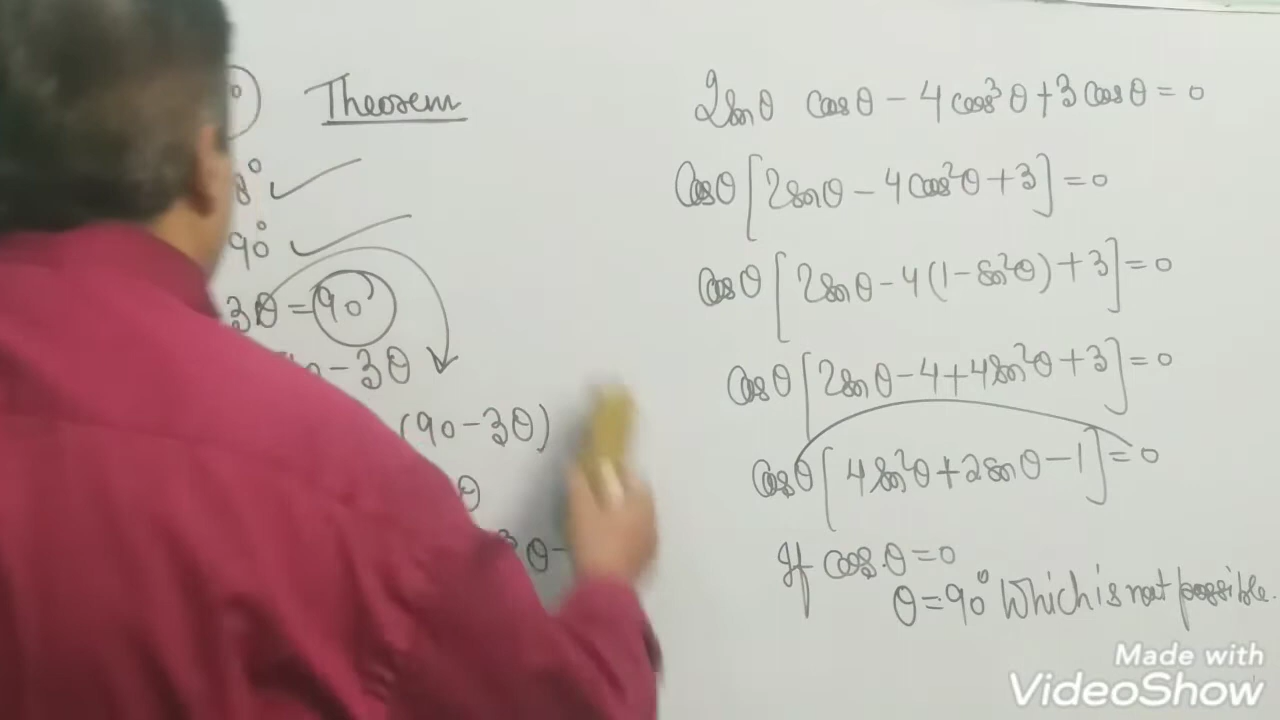 Theorem
8°
90°
3θ = 90
- 3θ
(90 - 3θ)
θ
³θ -
2sinθ cosθ - 4cos³θ + 3cosθ = 0
Cosθ [2sinθ - 4cos²θ + 3] = 0
Cosθ [2sinθ - 4(1 - sin²θ) + 3] = 0
Cosθ [2sinθ - 4 + 4sin²θ + 3] = 0
Cosθ [4sin²θ + 2sinθ - 1] = 0
If cosθ = 0
θ = 90° Which is not possible.
Made with
VideoShow